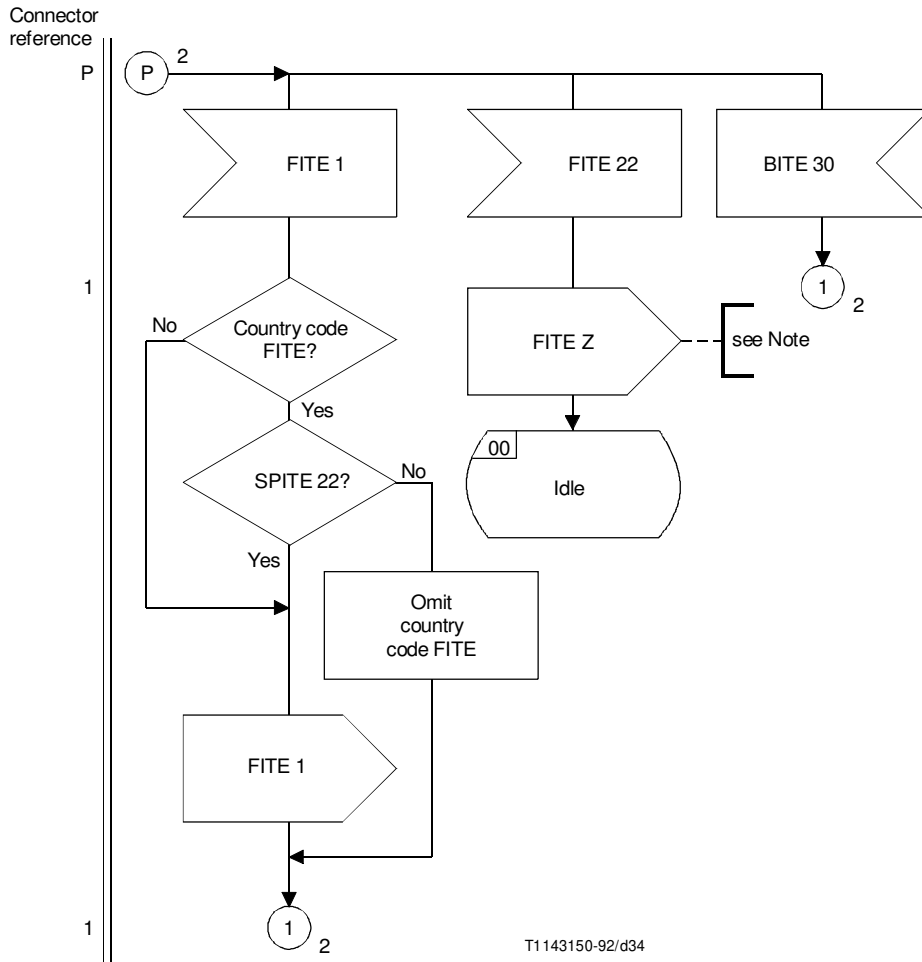 Connector
reference
P
P
2
FITE 1
FITE 22
BITE 30
1
1
2
No
Country code
FITE?
FITE Z
see Note
Yes
00
SPITE 22?
No
Idle
Yes
Omit
country
code FITE
FITE 1
1
1
2
T1143150-92/d34